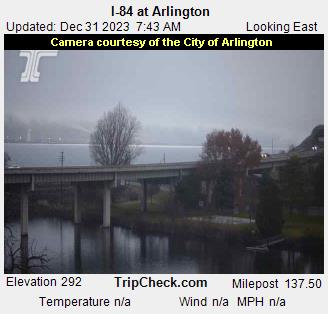 I-84 at Arlington
Updated: Dec 31 2023 7:43 AM Looking East
Camera courtesy of the City of Arlington
Elevation 292 TripCheck.com Milepost 137.50
Temperature n/a Wind n/a MPH n/a